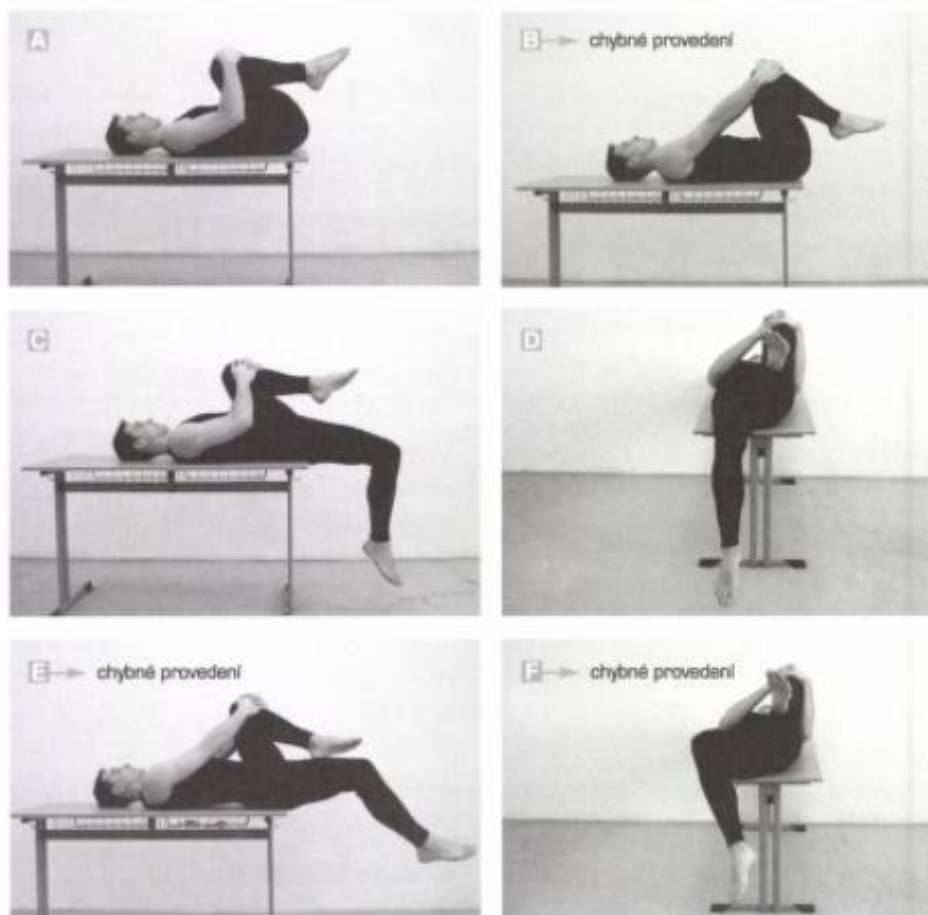 A
B chybné provedení
C
D
E chybné provedení
F chybné provedení